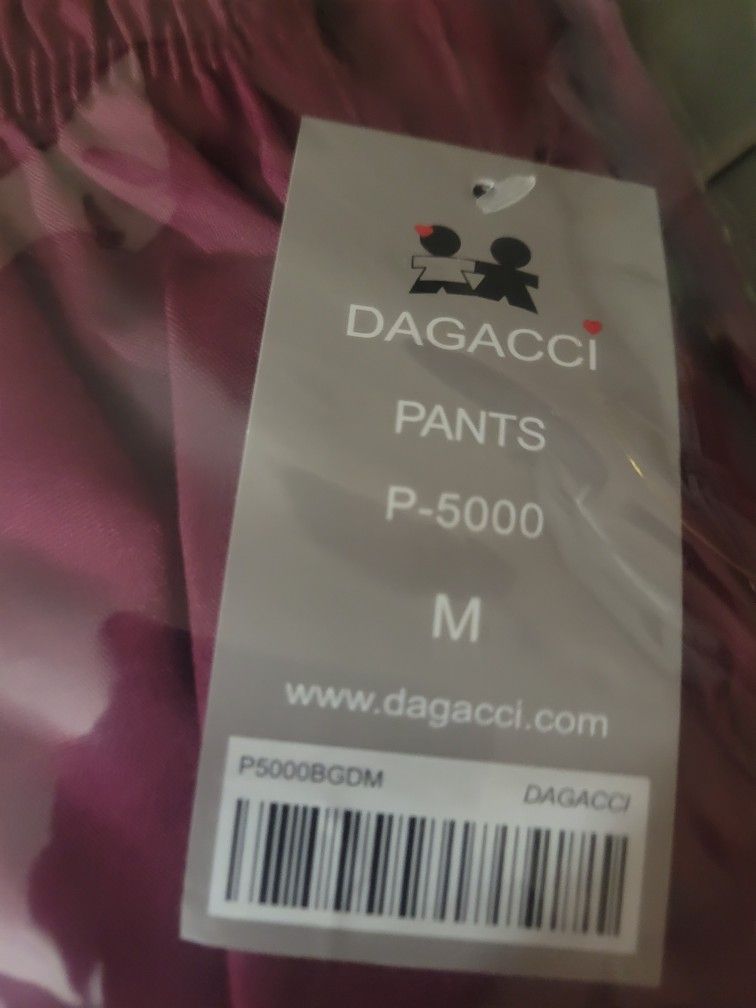 DAGACCI
PANTS
P-5000
M
www.dagacci.com
P5000BGDM
DAGACCI